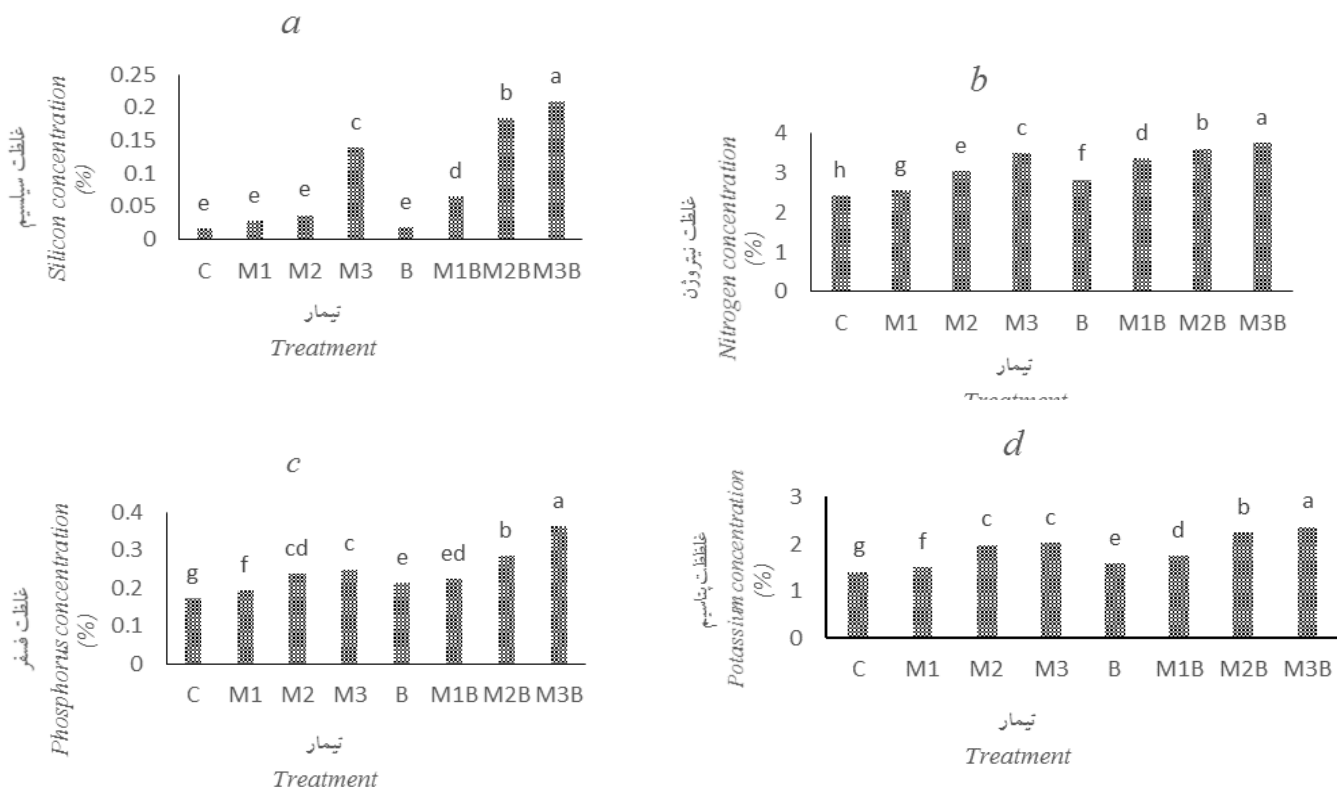 a
غلظت سیلسیم
Silicon concentration
(%)
0.25
0.2
0.15
0.1
0.05
0
e e e c e d b a
C M1 M2 M3 B M1B M2B M3B
تیمار
Treatment
b
غلظت نیتروژن
Nitrogen concentration
(%)
4
3
2
1
0
h g e c f d b a
C M1 M2 M3 B M1B M2B M3B
تیمار
Treatment
c
غلظت فسفر
Phosphorus concentration
(%)
0.4
0.3
0.2
0.1
0
g f cd c e ed b a
C M1 M2 M3 B M1B M2B M3B
تیمار
Treatment
d
غلظظت پتاسیم
Potassium concentration
(%)
3
2
1
0
g f c c e d b a
C M1 M2 M3 B M1B M2B M3B
تیمار
Treatment